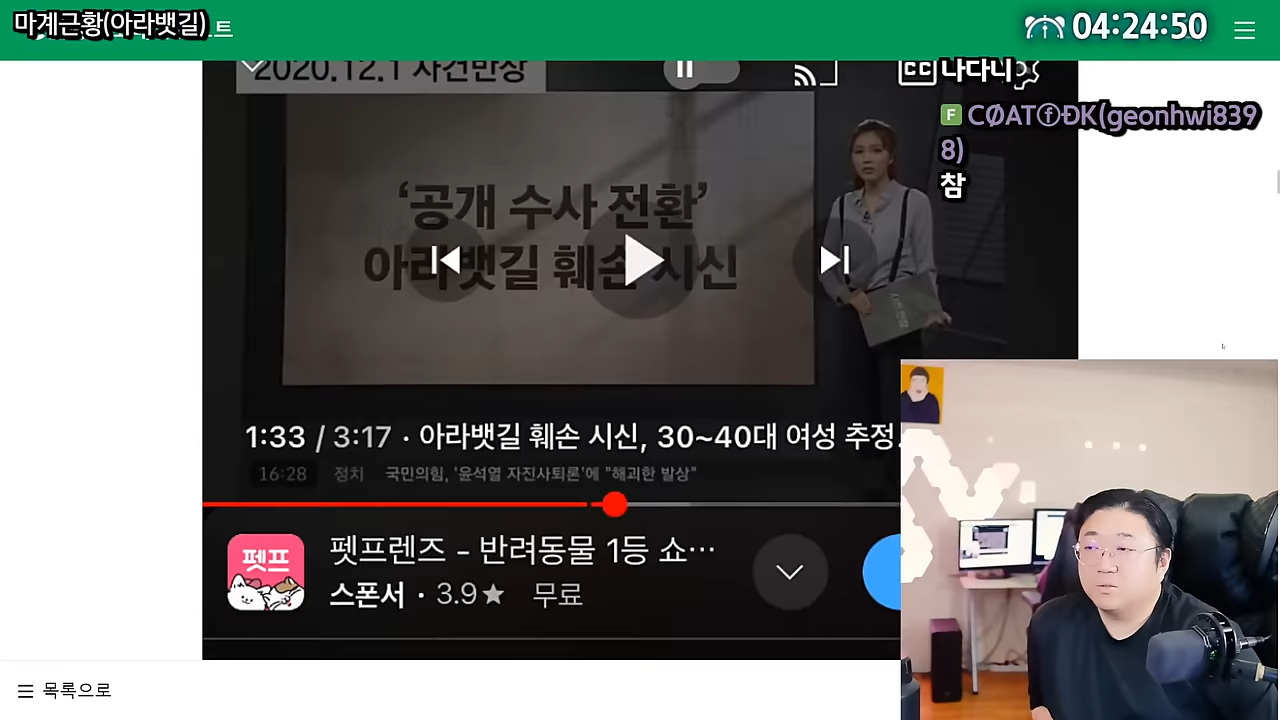 마계근황(아라뱃길)
트
04:24:50
2020.12.1 사건반장
CC
나다니
F CØATⓕÐK(geonhwi839
8)
참
‘공개 수사 전환’
아라뱃길 훼손 시신
1:33 / 3:17 · 아라뱃길 훼손 시신, 30~40대 여성 추정.
16:28 정치 국민의힘, '윤석열 자진사퇴론'에 "해괴한 발상"
펫프
펫프렌즈 - 반려동물 1등 쇼…
스폰서 · 3.9★ 무료
목록으로